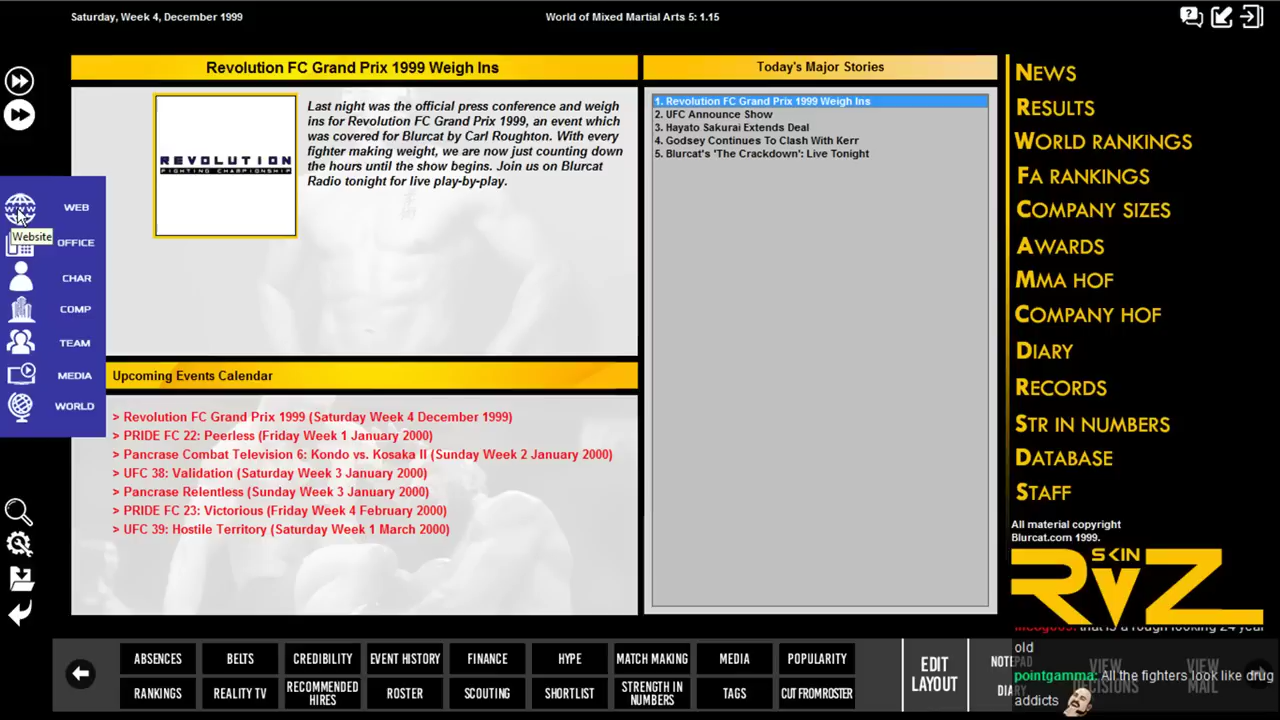 Saturday, Week 4, December 1999
World of Mixed Martial Arts 5: 1.15
Revolution FC Grand Prix 1999 Weigh Ins
REVOLUTION
FIGHTING CHAMPIONSHIP
Last night was the official press conference and weigh
ins for Revolution FC Grand Prix 1999, an event which
was covered for Blurcat by Carl Roughton. With every
fighter making weight, we are now just counting down
the hours until the show begins. Join us on Blurcat
Radio tonight for live play-by-play.
Today's Major Stories
1. Revolution FC Grand Prix 1999 Weigh Ins
2. UFC Announce Show
3. Hayato Sakurai Extends Deal
4. Godsey Continues To Clash With Kerr
5. Blurcat's 'The Crackdown': Live Tonight
WWW
WEB
Website
OFFICE
CHAR
COMP
TEAM
MEDIA
WORLD
Upcoming Events Calendar
> Revolution FC Grand Prix 1999 (Saturday Week 4 December 1999)
> PRIDE FC 22: Peerless (Friday Week 1 January 2000)
> Pancrase Combat Television 6: Kondo vs. Kosaka II (Sunday Week 2 January 2000)
> UFC 38: Validation (Saturday Week 3 January 2000)
> Pancrase Relentless (Sunday Week 3 January 2000)
> PRIDE FC 23: Victorious (Friday Week 4 February 2000)
> UFC 39: Hostile Territory (Saturday Week 1 March 2000)
NEWS
RESULTS
WORLD RANKINGS
FA RANKINGS
COMPANY SIZES
AWARDS
MMA HOF
COMPANY HOF
DIARY
RECORDS
STR IN NUMBERS
DATABASE
STAFF
All material copyright
Blurcat.com 1999.
SKIN
RVZ
that is a rough looking 24 year
old
pointgamma: All the fighters look like drug
addicts
ABSENCES
BELTS
CREDIBILITY
EVENT HISTORY
FINANCE
HYPE
MATCH MAKING
MEDIA
POPULARITY
RANKINGS
REALITY TV
RECOMMENDED
HIRES
ROSTER
SCOUTING
SHORTLIST
STRENGTH IN
NUMBERS
TAGS
CUT FROM ROSTER
EDIT
LAYOUT
VIEW
DECISIONS
VIEW
MAIL